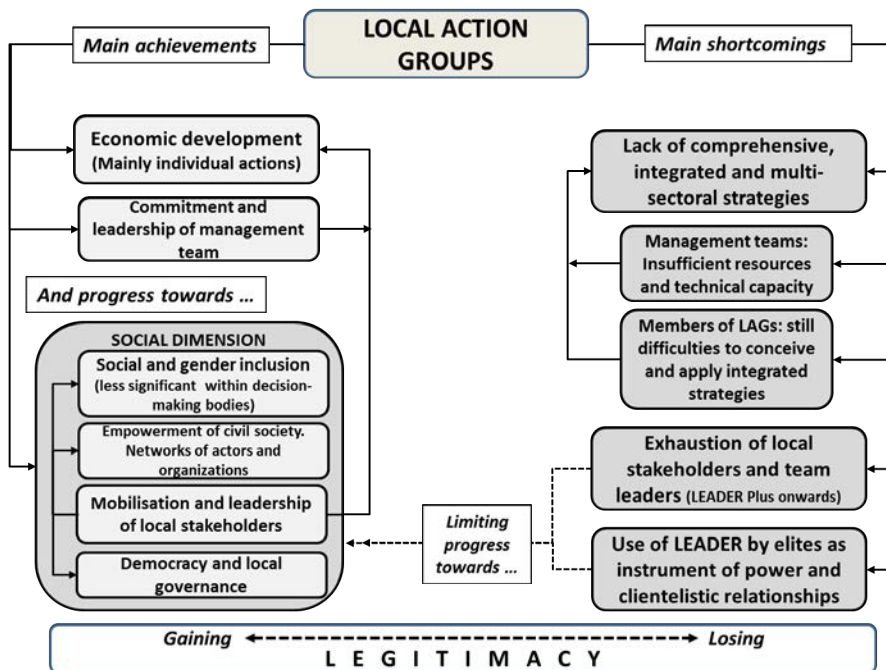 Main achievements
LOCAL ACTION
GROUPS
Main shortcomings
Economic development
(Mainly individual actions)
Commitment and
leadership of management
team
And progress towards ...
SOCIAL DIMENSION
Social and gender inclusion
(less significant within decision-
making bodies)
Empowerment of civil society.
Networks of actors and
organizations
Mobilisation and leadership
of local stakeholders
Democracy and local
governance
Lack of comprehensive,
integrated and multi-
sectoral strategies
Management teams:
Insufficient resources
and technical capacity
Members of LAGs: still
difficulties to conceive
and apply integrated
strategies
Exhaustion of local
stakeholders and team
leaders (LEADER Plus onwards)
Limiting
progress
towards ...
Use of LEADER by elites as
instrument of power and
clientelistic relationships
Gaining
Losing
L E G I T I M A C Y